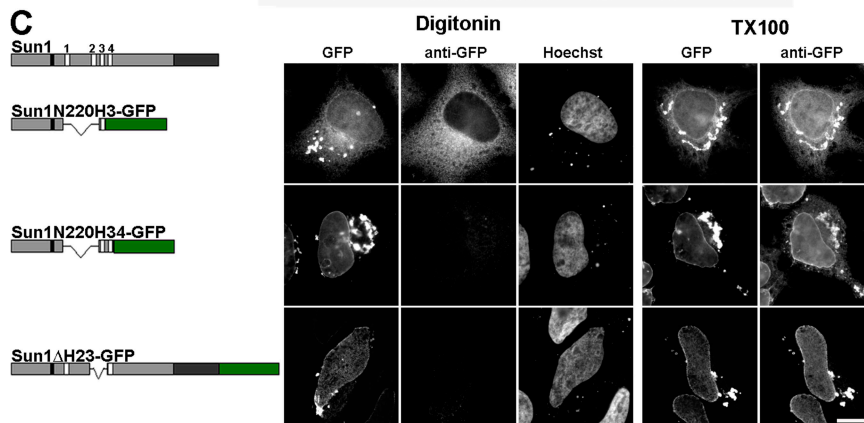 C
Digitonin
TX100
Sun1
1 2 3 4
GFP
anti-GFP
Hoechst
GFP
anti-GFP
Sun1N220H3-GFP
Sun1N220H34-GFP
Sun1ΔH23-GFP